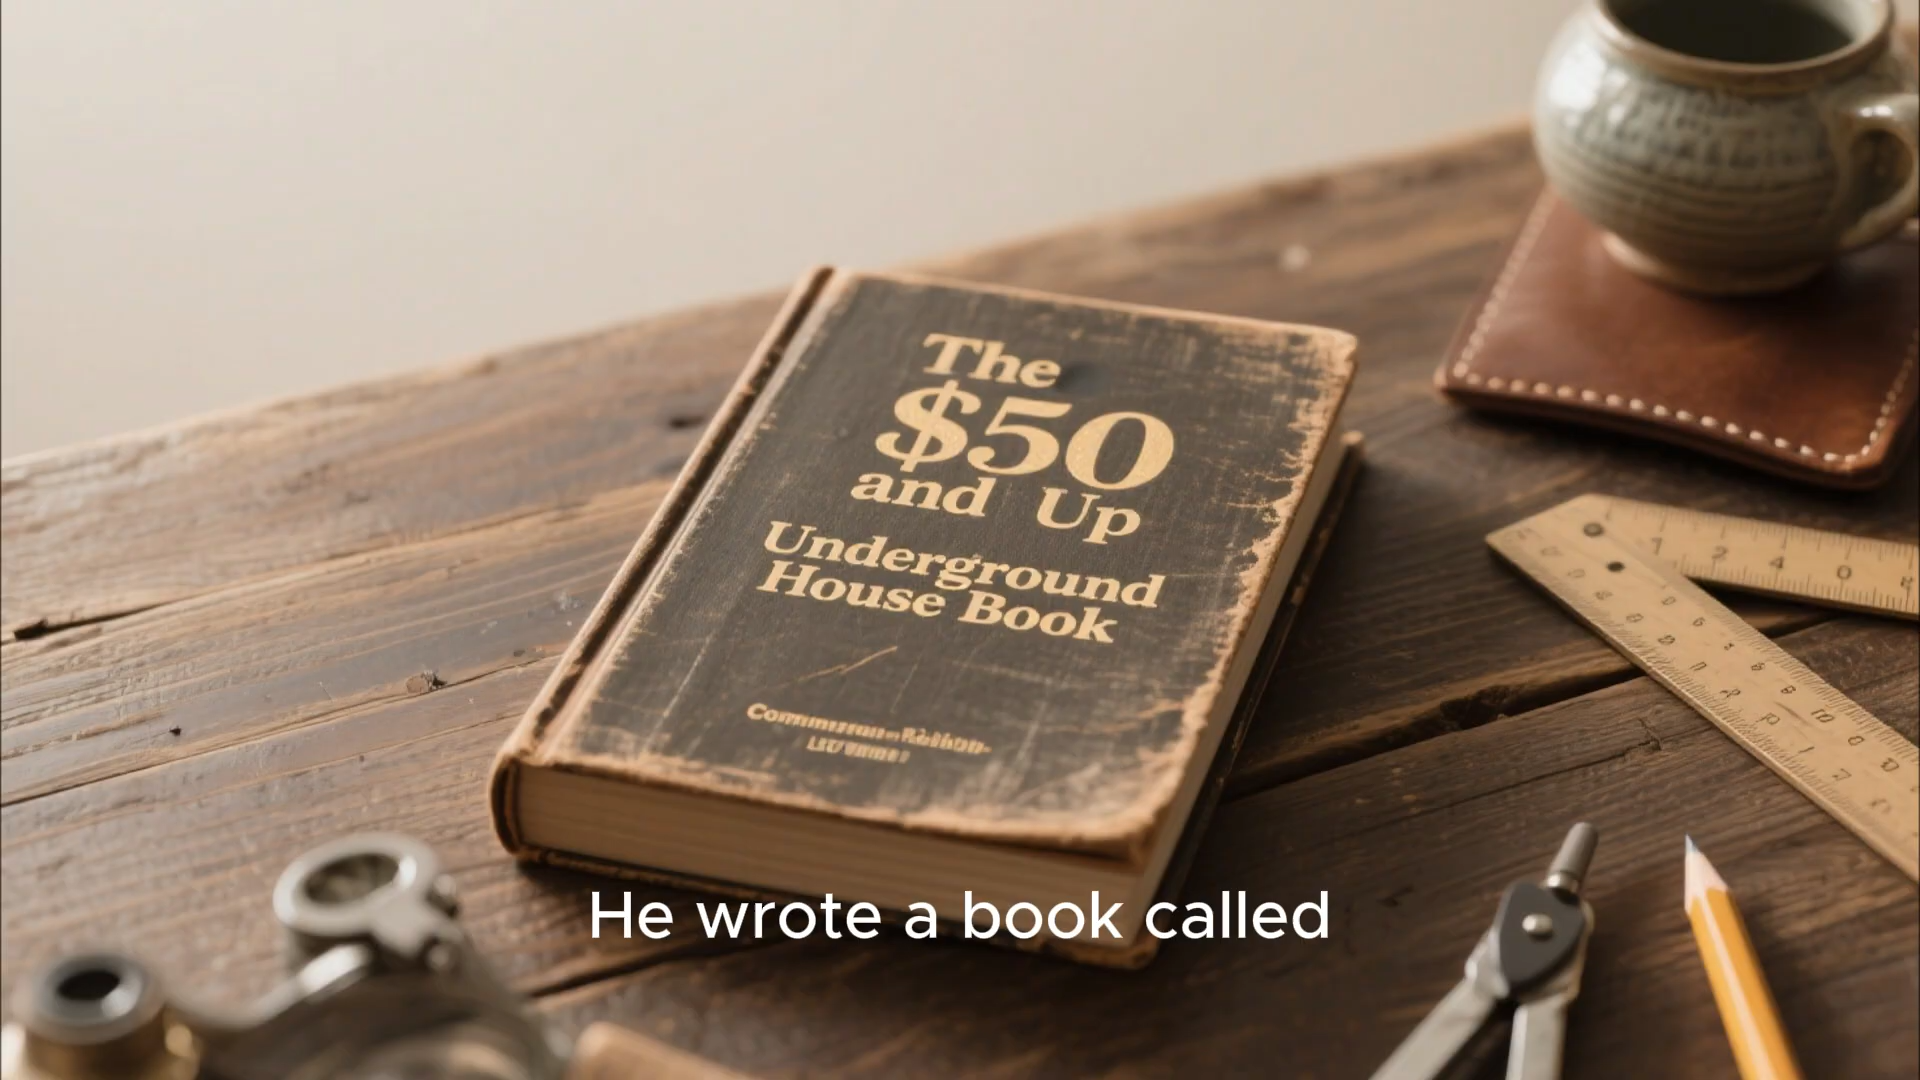 The
$50
and Up
Underground
House Book
He wrote a book called